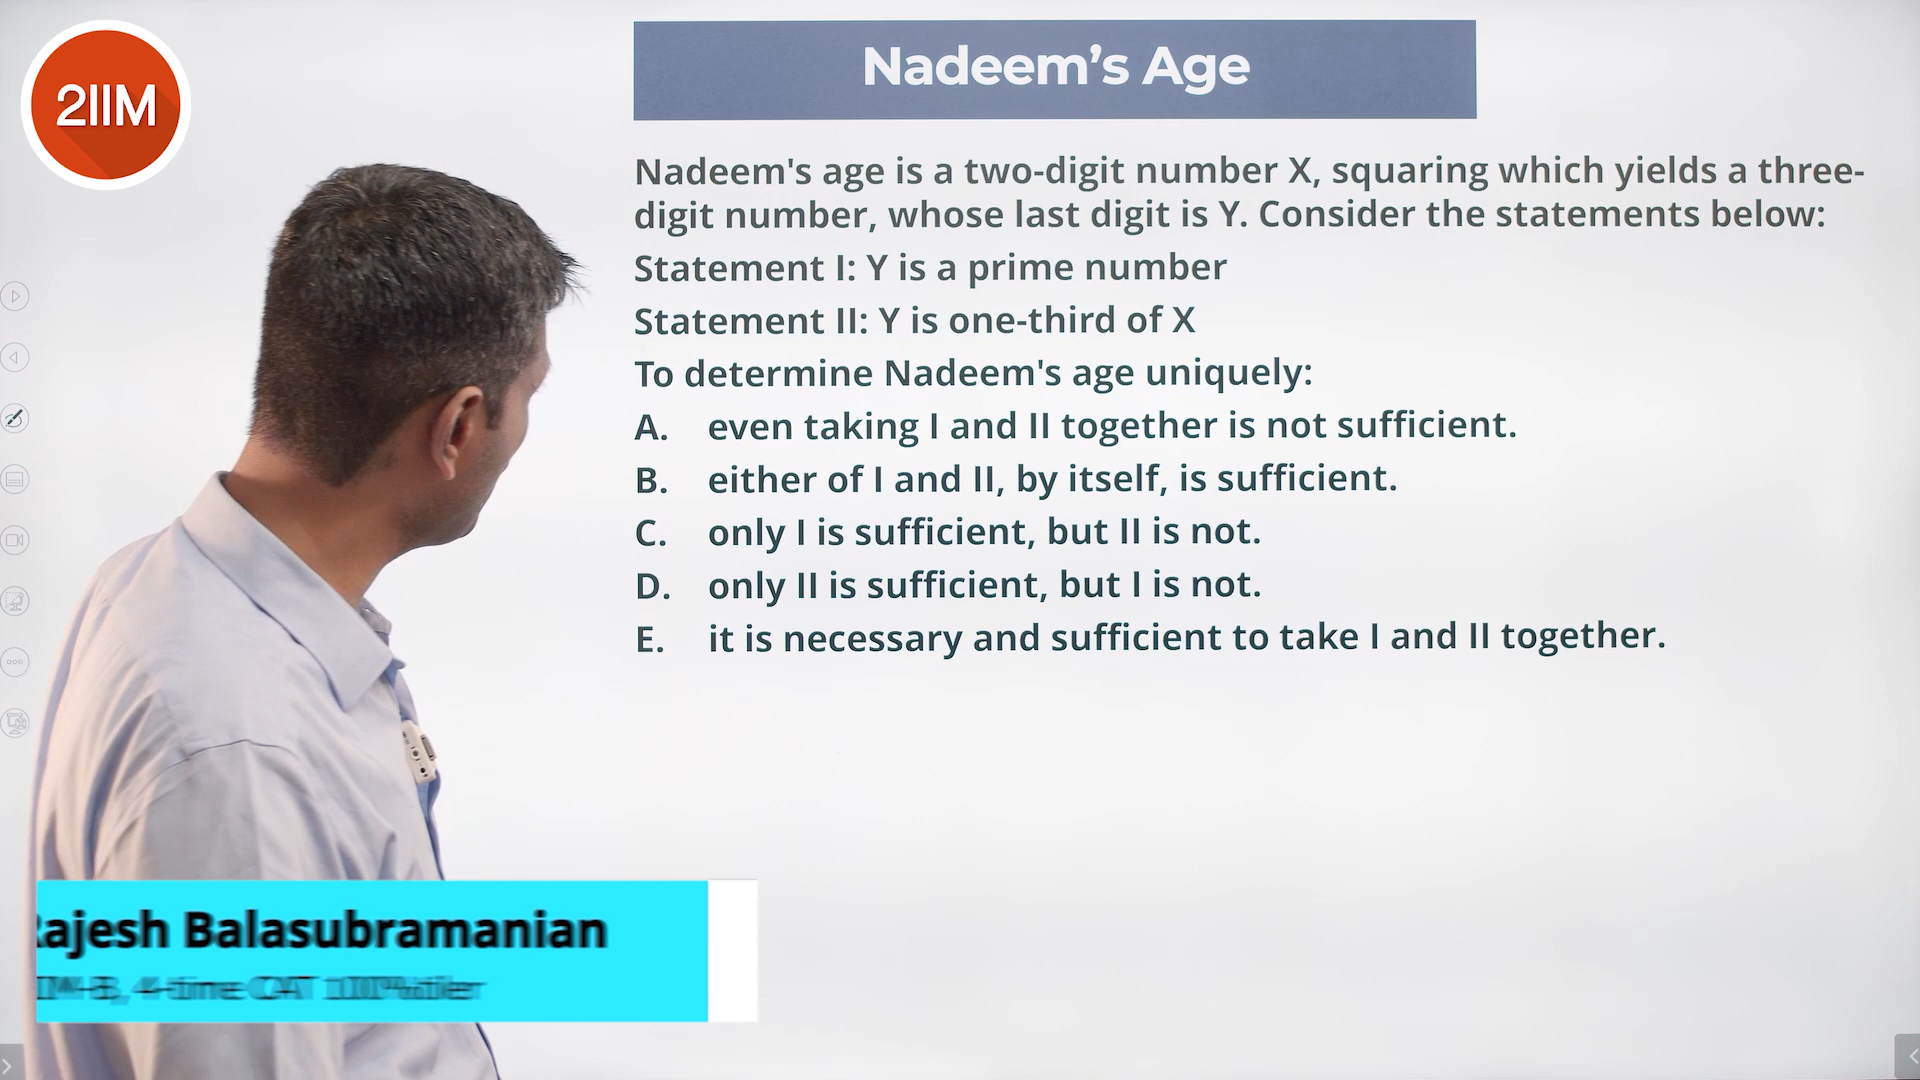 2IIM
Nadeem's Age
Nadeem's age is a two-digit number X, squaring which yields a three-
digit number, whose last digit is Y. Consider the statements below:
Statement I: Y is a prime number
Statement II: Y is one-third of X
To determine Nadeem's age uniquely:
A. even taking I and II together is not sufficient.
B. either of I and II, by itself, is sufficient.
C. only I is sufficient, but II is not.
D. only II is sufficient, but I is not.
E. it is necessary and sufficient to take I and II together.
Balasubramanian